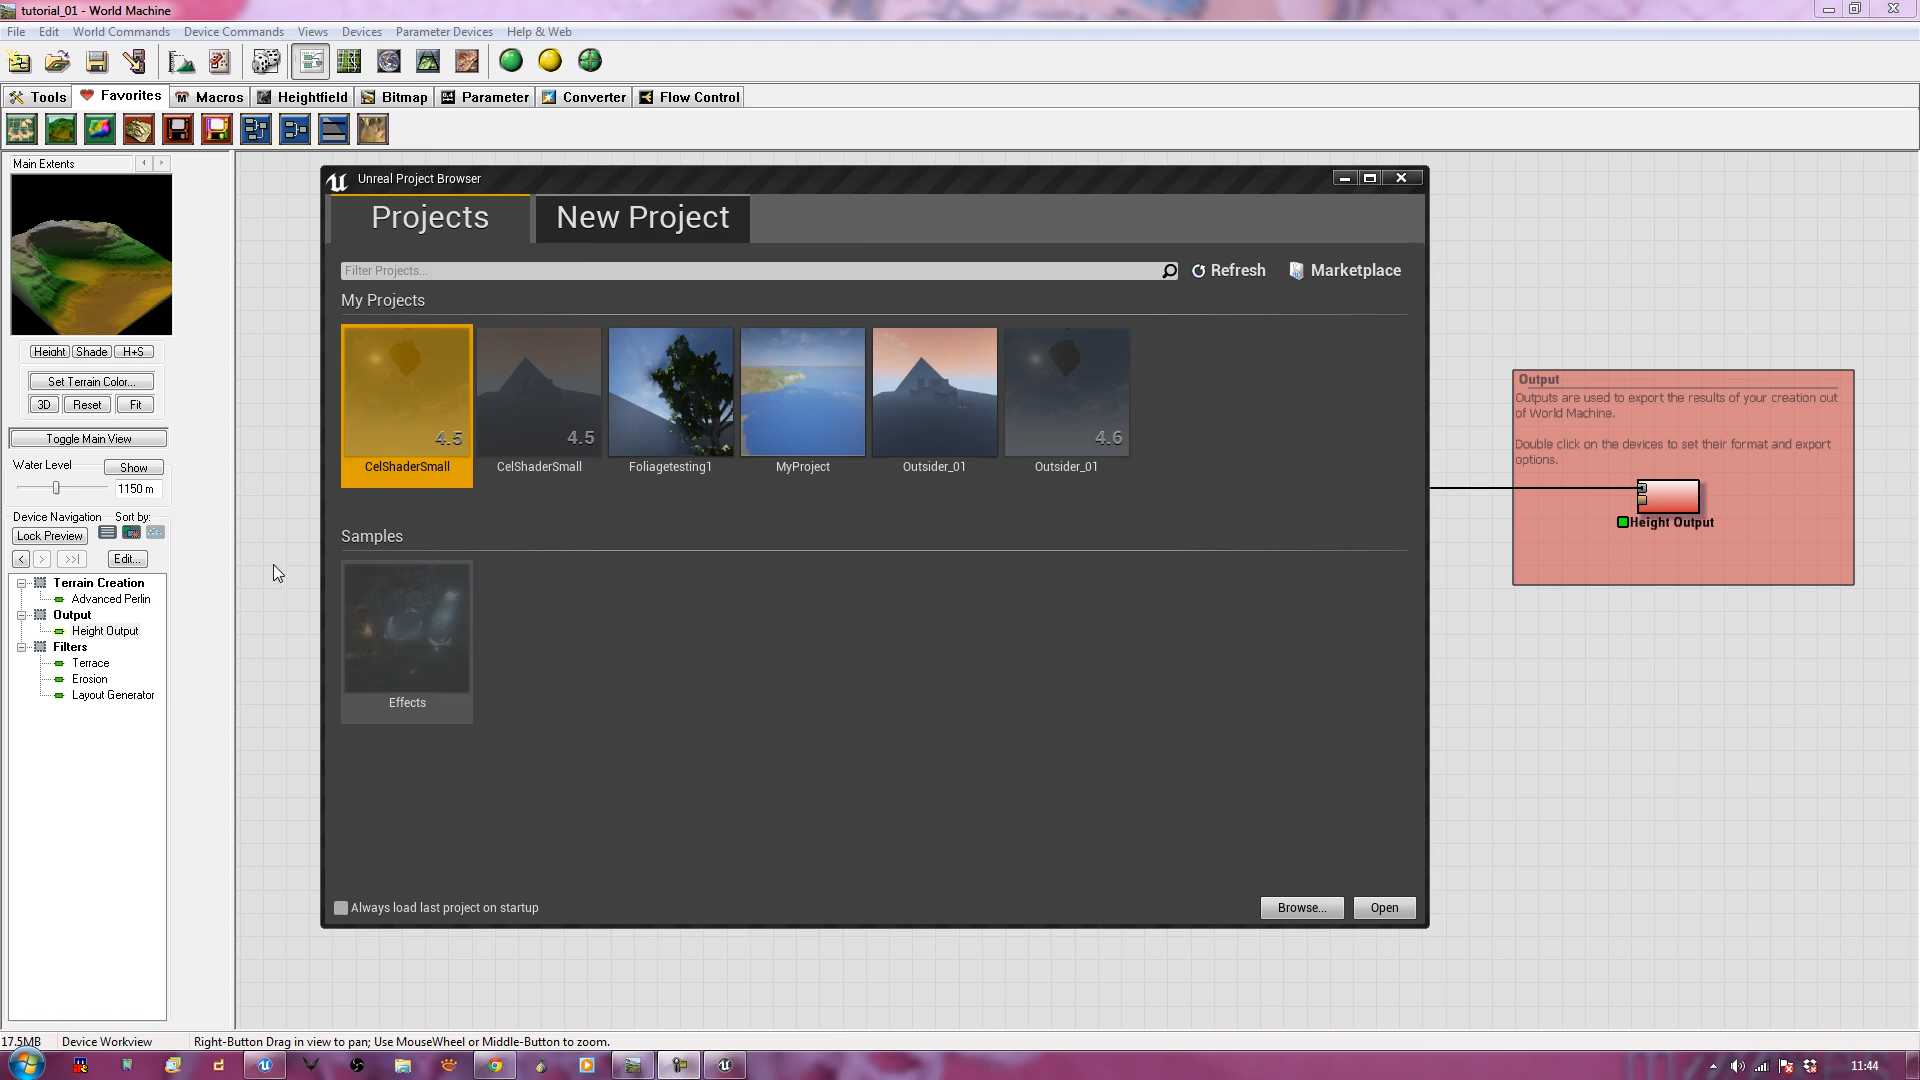 tutorial_01 - World Machine
File Edit World Commands Device Commands Views Devices Parameter Devices Help & Web
Tools Favorites Macros Heightfield Bitmap Parameter Converter Flow Control
Main Extents
Height Shade H+S
Set Terrain Color...
3D Reset Fit
Toggle Main View
Water Level Show
1150 m
Device Navigation Sort by:
Lock Preview
< > >>| Edit...
Terrain Creation
Advanced Perlin
Output
Height Output
Filters
Terrace
Erosion
Layout Generator
Unreal Project Browser
Projects New Project
Filter Projects... Refresh Marketplace
My Projects
4.5 4.5 4.6
CelShaderSmall CelShaderSmall Foliagetesting1 MyProject Outsider_01 Outsider_01
Samples
Effects
Always load last project on startup Browse... Open
Output
Outputs are used to export the results of your creation out
of World Machine.
Double click on the devices to set their format and export
options.
Height Output
17.5MB Device Workview Right-Button Drag in view to pan; Use MouseWheel or Middle-Button to zoom.
11:44